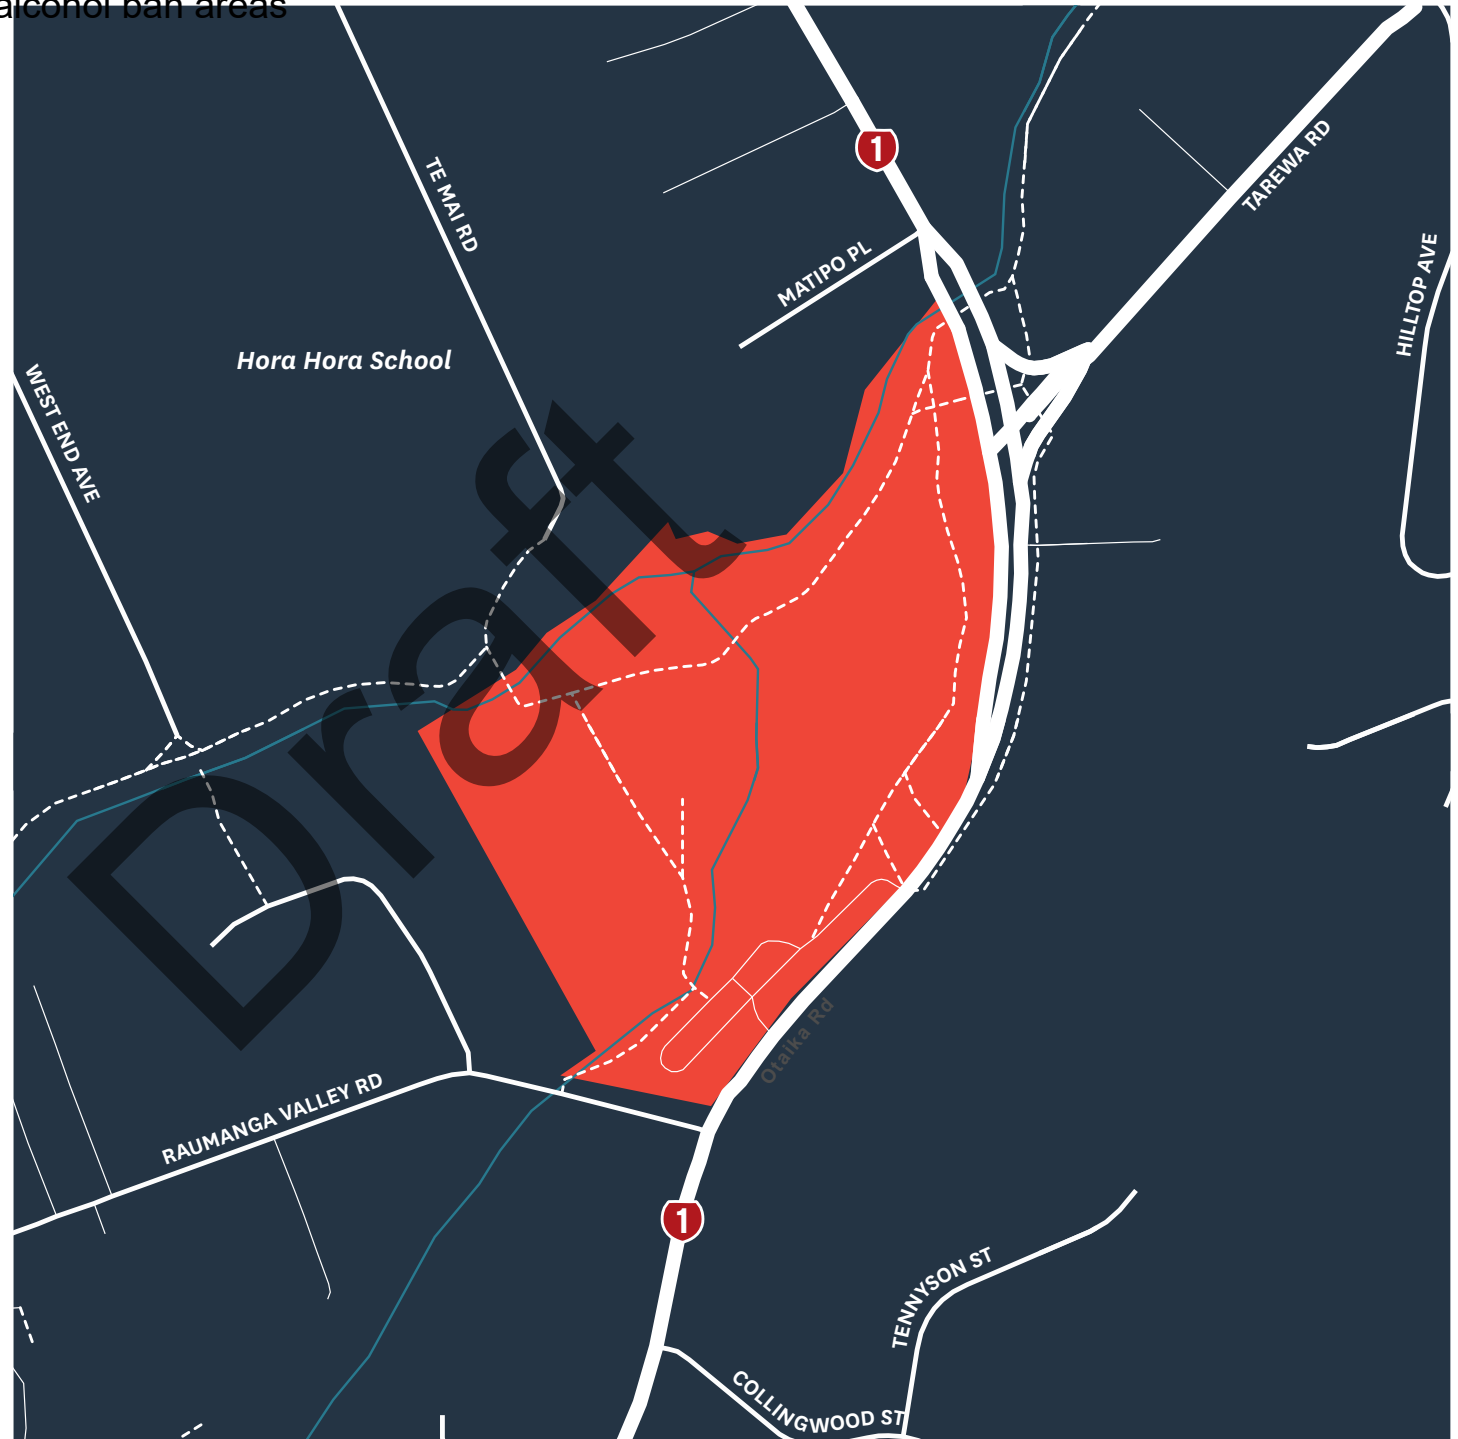 alcohol ban areas
1
TAREWA RD
TE MAI RD
MATIPO PL
HILLTOP AVE
Hora Hora School
WEST END AVE
Draft
Otaika Rd
RAUMANGA VALLEY RD
1
TENNYSON ST
COLLINGWOOD ST